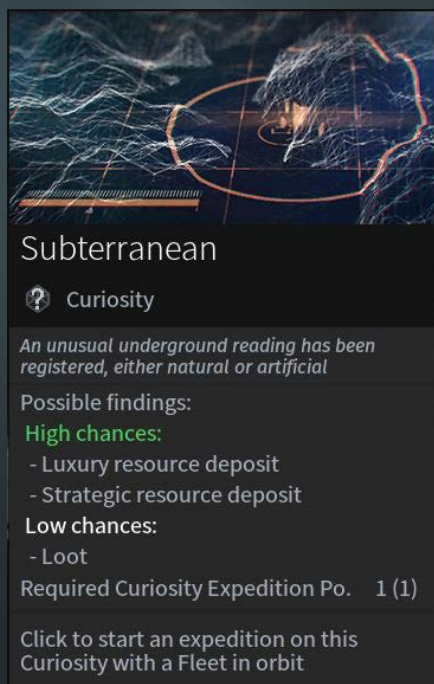 Subterranean
Curiosity
An unusual underground reading has been
registered, either natural or artificial
Possible findings:
High chances:
- Luxury resource deposit
- Strategic resource deposit
Low chances:
- Loot
Required Curiosity Expedition Po. 1 (1)
Click to start an expedition on this
Curiosity with a Fleet in orbit